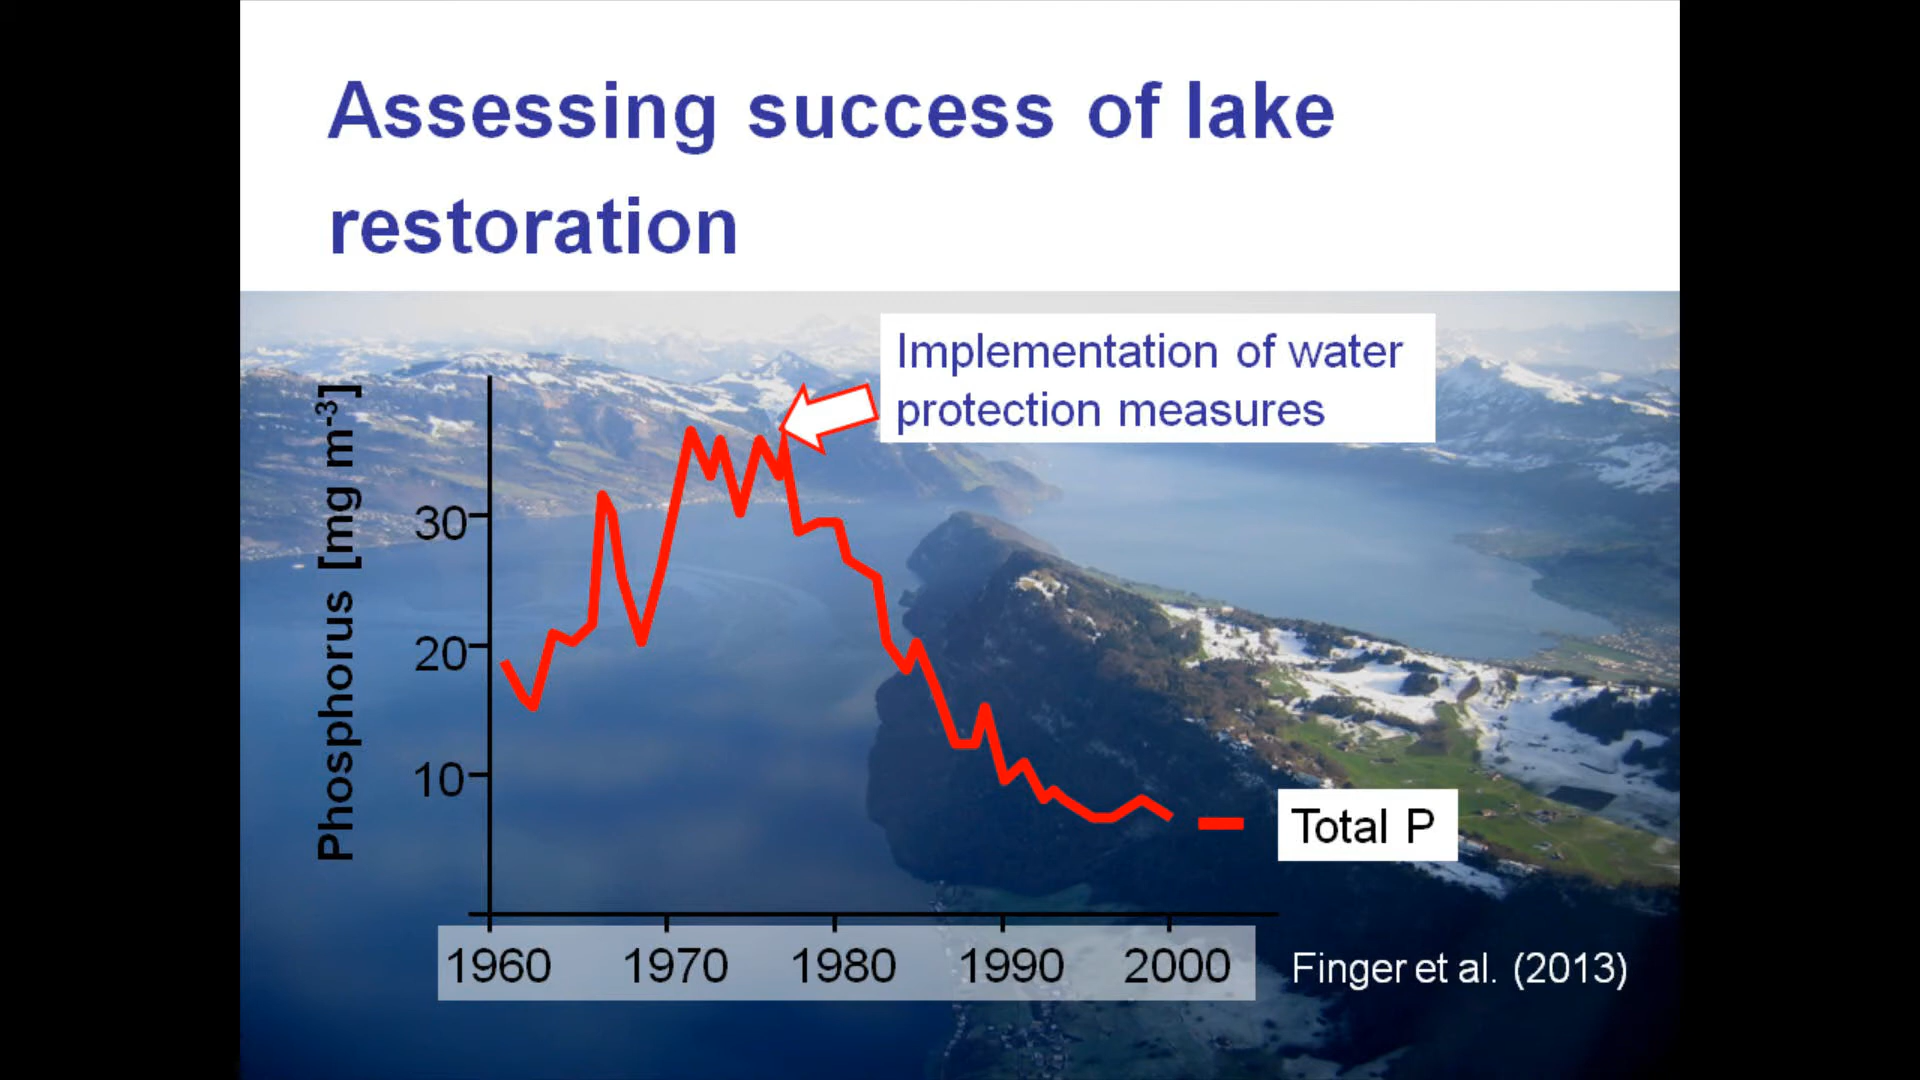 Assessing success of lake
restoration
Implementation of water
protection measures
Phosphorus [mg m-3]
30
20
10
Total P
1960 1970 1980 1990 2000
Finger et al. (2013)